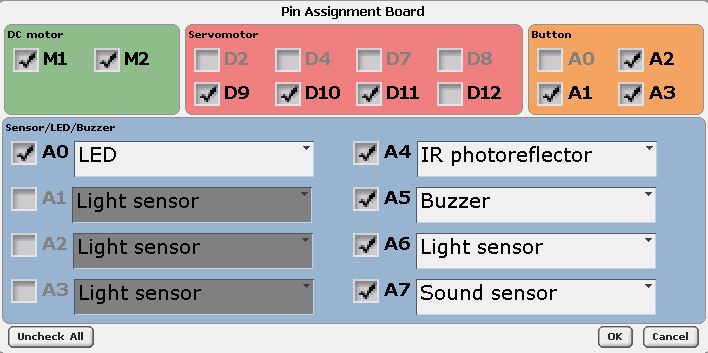 Pin Assignment Board
DC motor
M1 M2
Servomotor
D2 D4 D7 D8
D9 D10 D11 D12
Button
A0 A2
A1 A3
Sensor/LED/Buzzer
A0 LED
A1 Light sensor
A2 Light sensor
A3 Light sensor
A4 IR photoreflector
A5 Buzzer
A6 Light sensor
A7 Sound sensor
Uncheck All
OK
Cancel